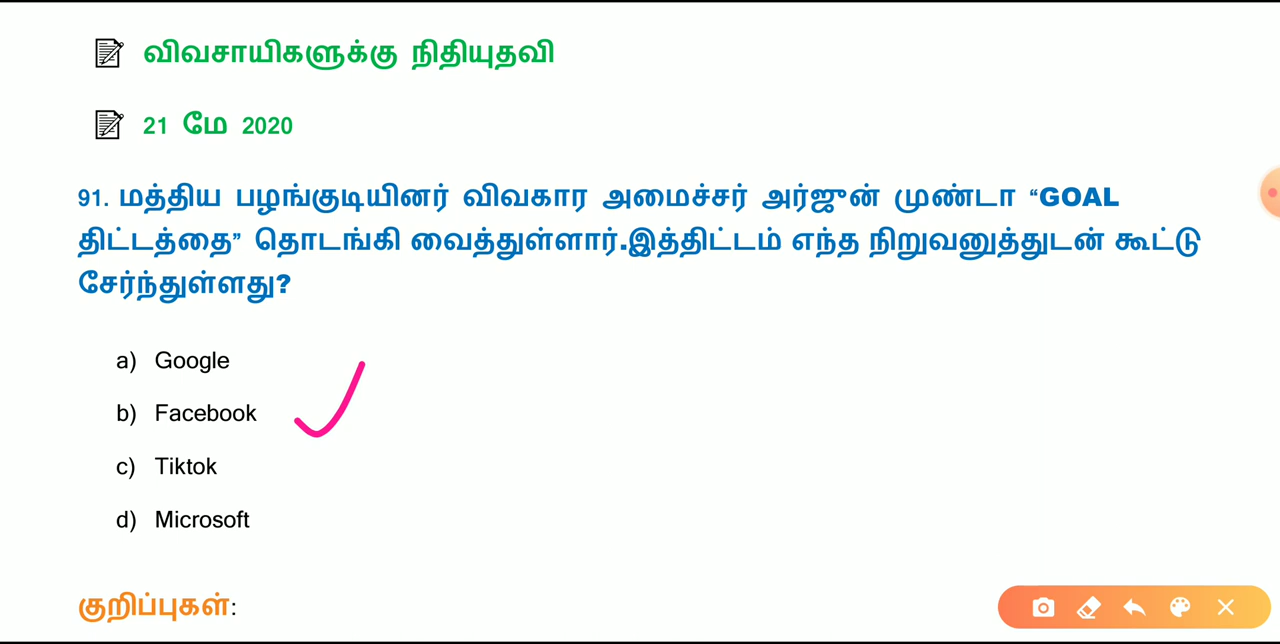 விவசாயிகளுக்கு நிதியுதவி
21 மே 2020
91. மத்திய பழங்குடியினர் விவகார அமைச்சர் அர்ஜுன் முண்டா “GOAL
திட்டத்தை” தொடங்கி வைத்துள்ளார்.இத்திட்டம் எந்த நிறுவனுத்துடன் கூட்டு
சேர்ந்துள்ளது?
a) Google
b) Facebook
c) Tiktok
d) Microsoft
குறிப்புகள்: